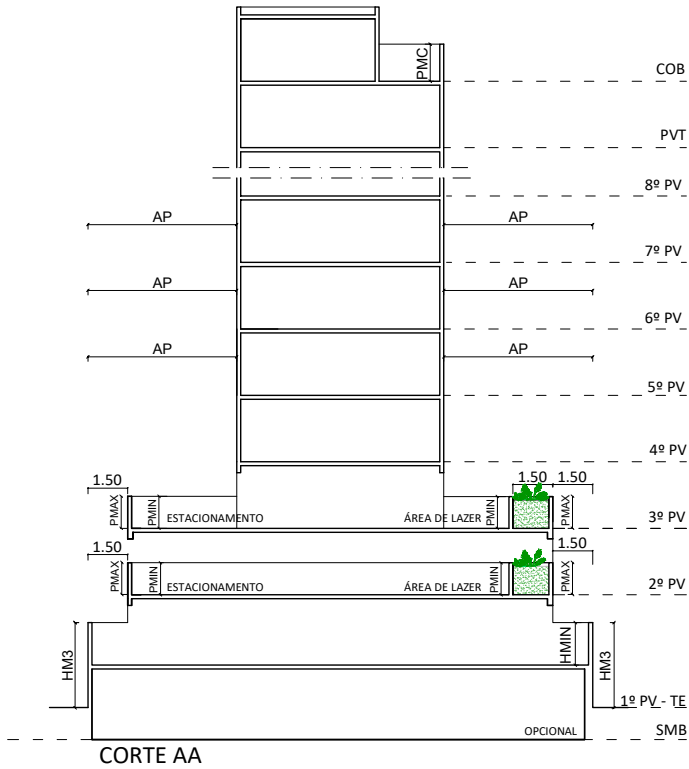 PMC
COB
PVT
8º PV
AP AP
7º PV
AP AP
6º PV
AP AP
5º PV
4º PV
1.50 1.50 1.50
PMAX PMIN ESTACIONAMENTO ÁREA DE LAZER PMIN PMAX
3º PV
1.50 1.50
PMAX PMIN ESTACIONAMENTO ÁREA DE LAZER PMIN PMAX
2º PV
HM3 HMIN HM3
1º PV - TE
OPCIONAL SMB
CORTE AA